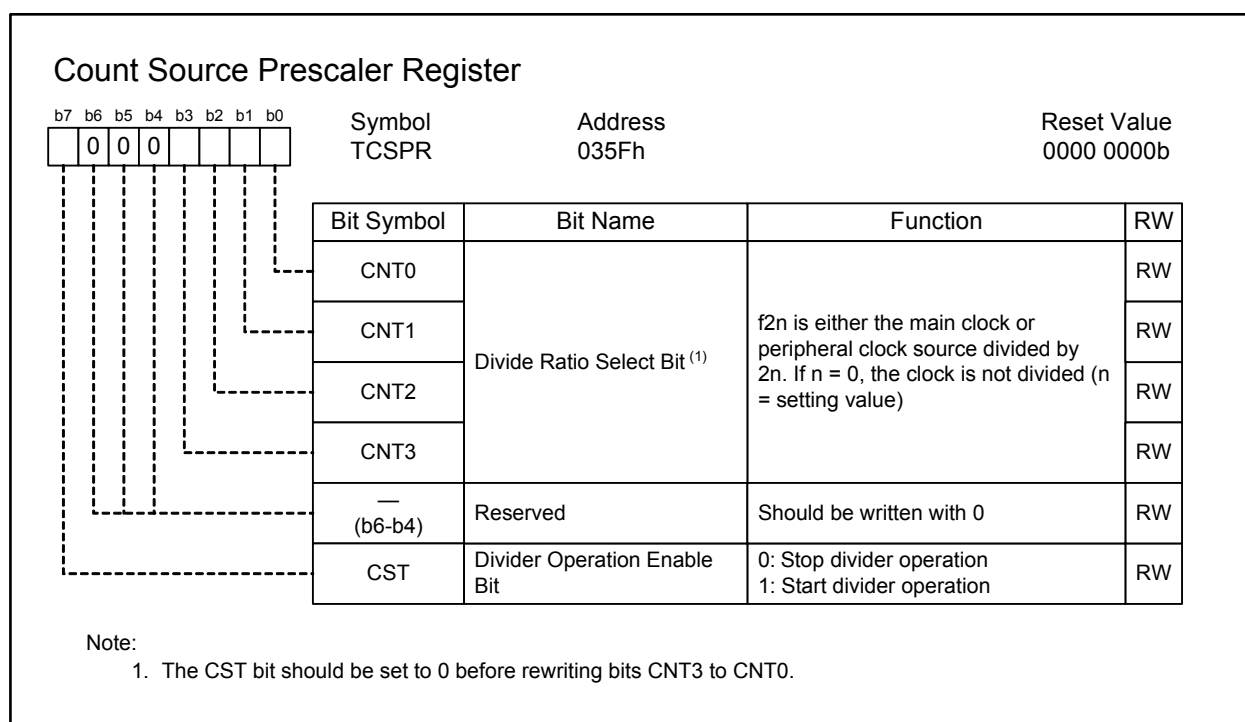 Count Source Prescaler Register
b7 b6 b5 b4 b3 b2 b1 b0
0 0 0
Symbol Address Reset Value
TCSPR 035Fh 0000 0000b
Bit Symbol Bit Name Function RW
CNT0 RW
CNT1 RW
CNT2 RW
CNT3 RW
Divide Ratio Select Bit (1)
f2n is either the main clock or
peripheral clock source divided by
2n. If n = 0, the clock is not divided (n
= setting value)
—
(b6-b4) Reserved Should be written with 0 RW
CST Divider Operation Enable
Bit
0: Stop divider operation
1: Start divider operation
RW
Note:
1. The CST bit should be set to 0 before rewriting bits CNT3 to CNT0.